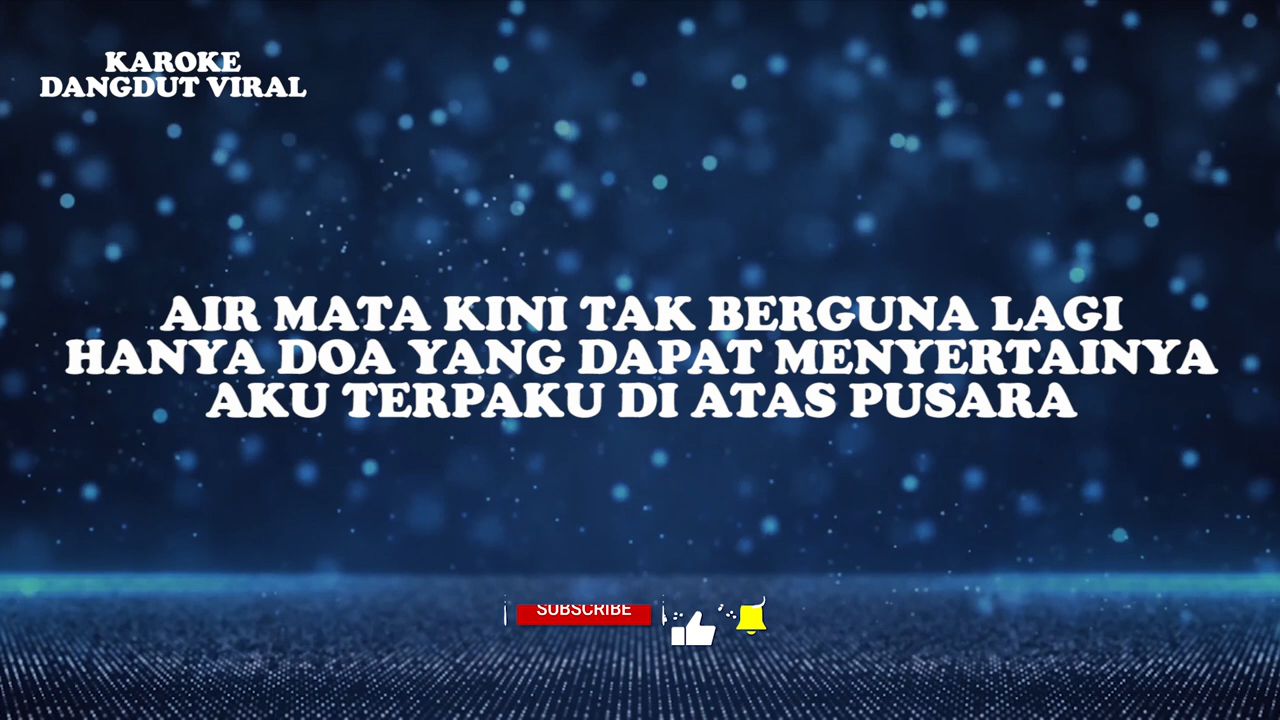 KAROKE
DANGDUT VIRAL
AIR MATA KINI TAK BERGUNA LAGI
HANYA DOA YANG DAPAT MENYERTAINYA
AKU TERPAKU DI ATAS PUSARA
SUBSCRIBE